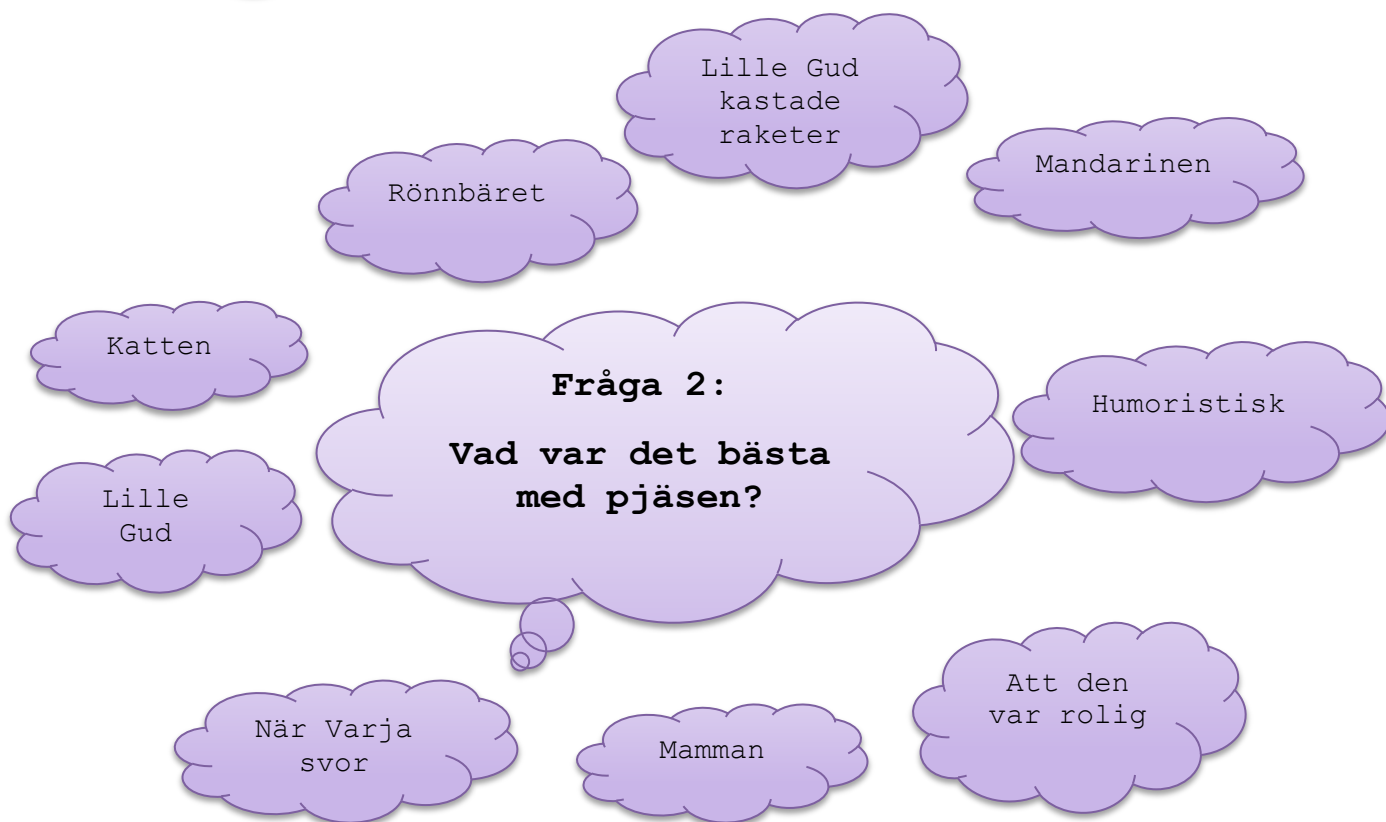 Lille Gud
kastade
raketer
Mandarinen
Rönnbäret
Katten
Fråga 2:
Vad var det bästa
med pjäsen?
Humoristisk
Lille
Gud
Att den
var rolig
När Varja
svor
Mamman